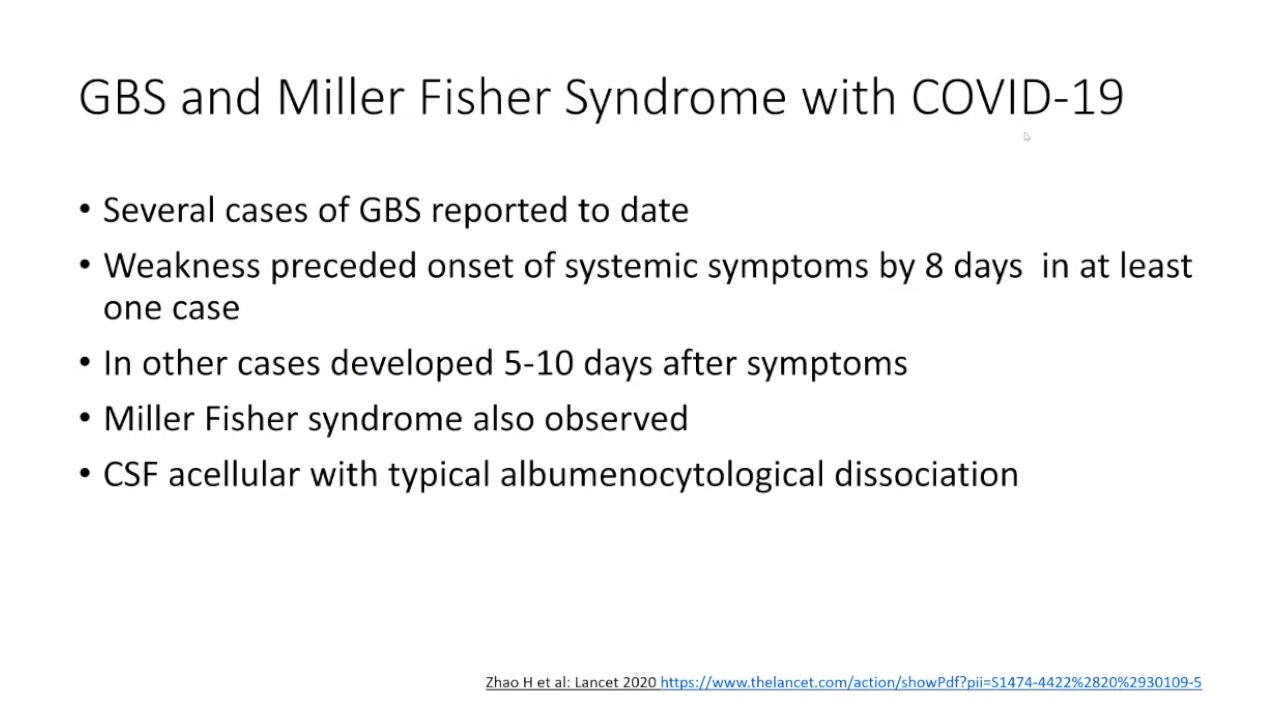 GBS and Miller Fisher Syndrome with COVID-19
• Several cases of GBS reported to date
• Weakness preceded onset of systemic symptoms by 8 days  in at least
one case
• In other cases developed 5-10 days after symptoms
• Miller Fisher syndrome also observed
• CSF acellular with typical albumenocytological dissociation
Zhao H et al: Lancet 2020 https://www.thelancet.com/action/showPdf?pii=S1474-4422%2820%2930109-5